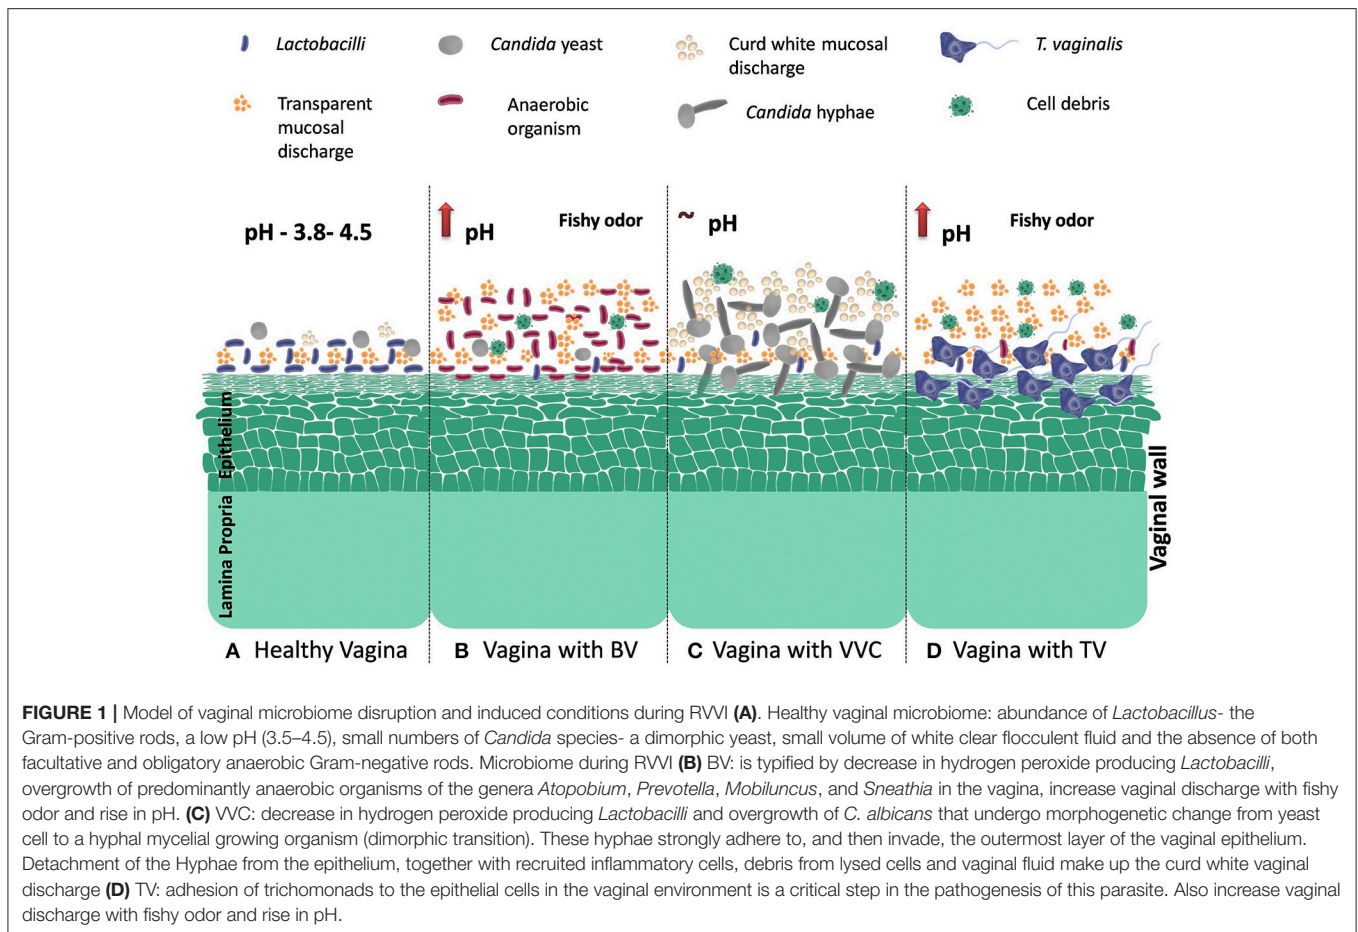 Lactobacilli
Candida yeast
Curd white mucosal
discharge
T. vaginalis
Transparent
mucosal
discharge
Anaerobic
organism
Candida hyphae
Cell debris
pH - 3.8- 4.5
pH
Fishy odor
~ pH
pH
Fishy odor
Epithelium
Lamina Propria
Vaginal wall
A Healthy Vagina
B Vagina with BV
C Vagina with VVC
D Vagina with TV
FIGURE 1 | Model of vaginal microbiome disruption and induced conditions during RVVI (A). Healthy vaginal microbiome: abundance of Lactobacillus- the
Gram-positive rods, a low pH (3.5–4.5), small numbers of Candida species- a dimorphic yeast, small volume of white clear flocculent fluid and the absence of both
facultative and obligatory anaerobic Gram-negative rods. Microbiome during RVVI (B) BV: is typified by decrease in hydrogen peroxide producing Lactobacilli,
overgrowth of predominantly anaerobic organisms of the genera Atopobium, Prevotella, Mobiluncus, and Sneathia in the vagina, increase vaginal discharge with fishy
odor and rise in pH. (C) VVC: decrease in hydrogen peroxide producing Lactobacilli and overgrowth of C. albicans that undergo morphogenetic change from yeast
cell to a hyphal mycelial growing organism (dimorphic transition). These hyphae strongly adhere to, and then invade, the outermost layer of the vaginal epithelium.
Detachment of the Hyphae from the epithelium, together with recruited inflammatory cells, debris from lysed cells and vaginal fluid make up the curd white vaginal
discharge (D) TV: adhesion of trichomonads to the epithelial cells in the vaginal environment is a critical step in the pathogenesis of this parasite. Also increase vaginal
discharge with fishy odor and rise in pH.